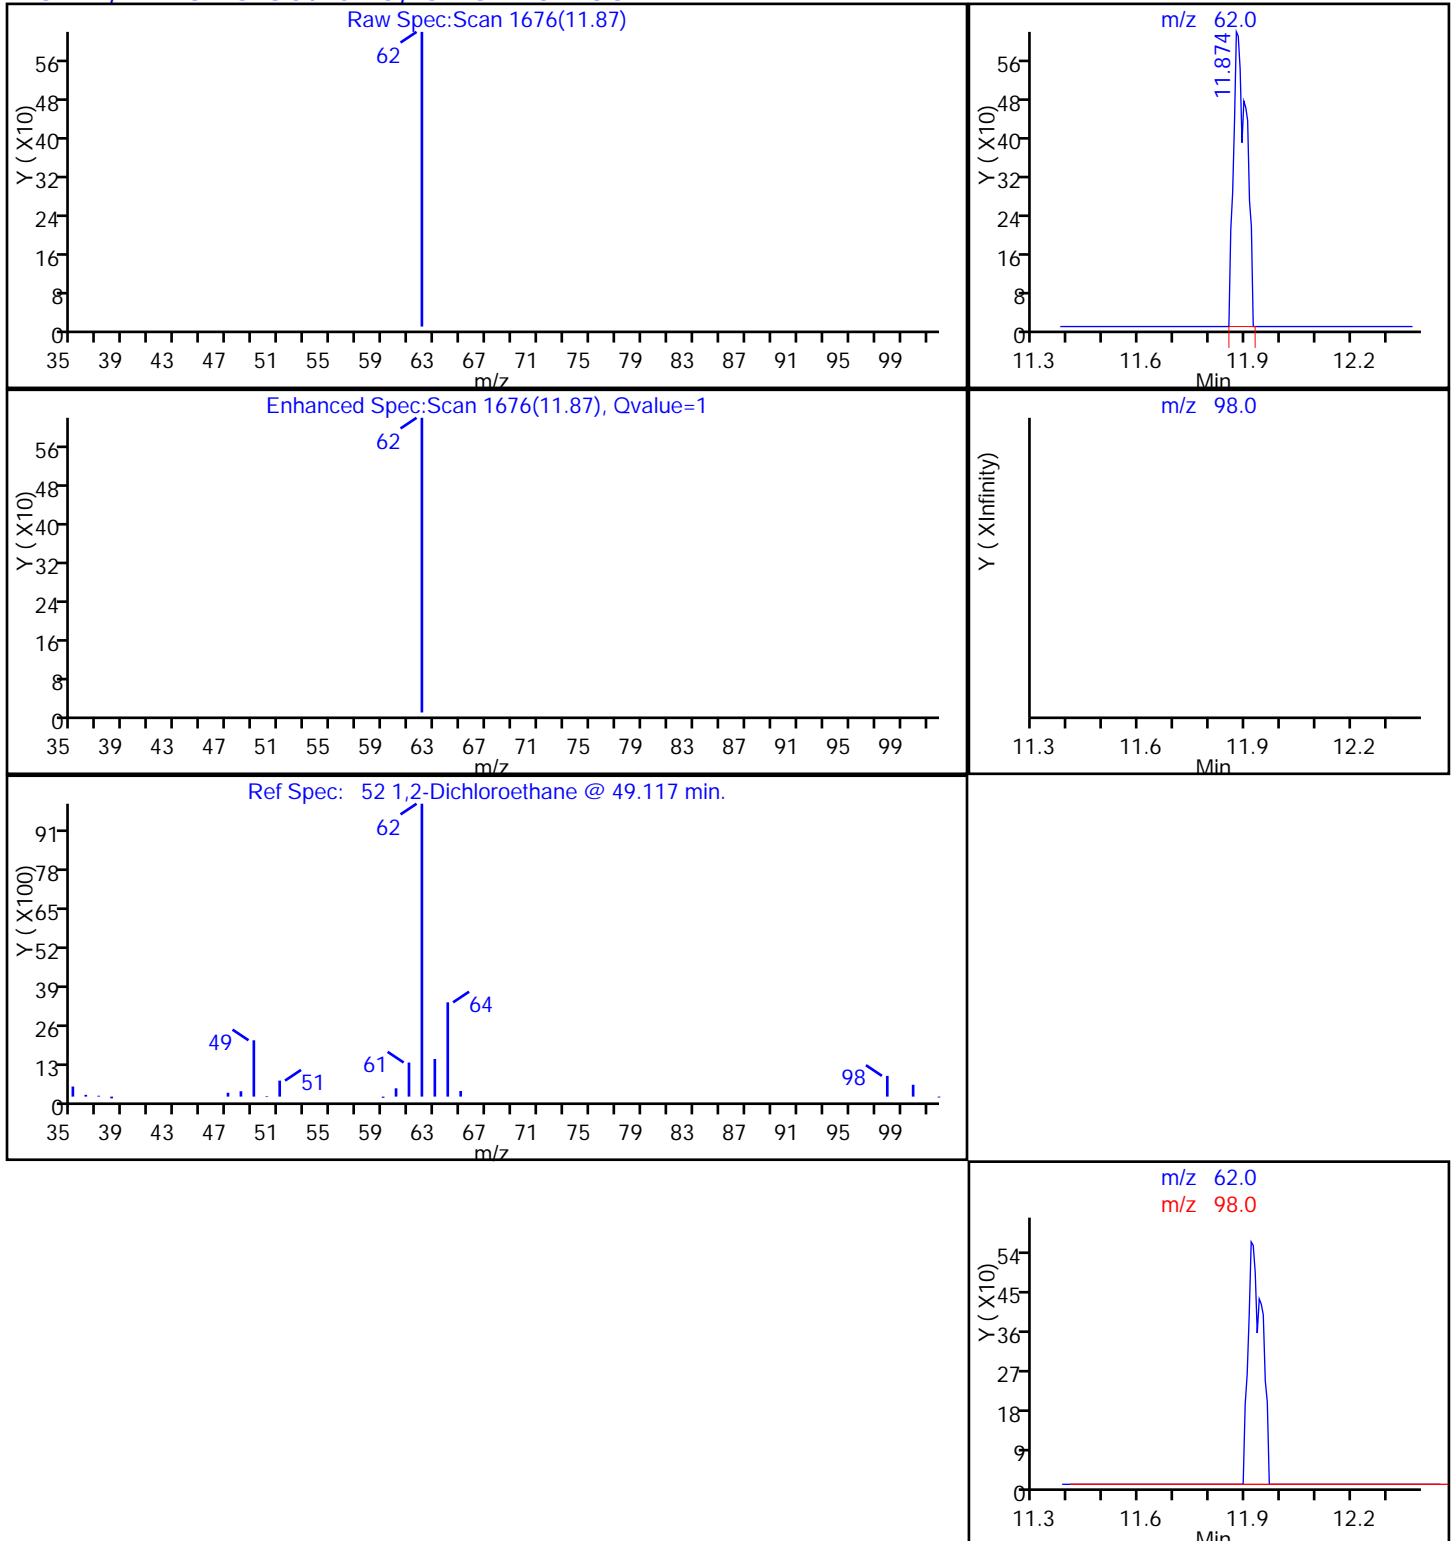 Raw Spec:Scan 1676(11.87)
62
Y ( X10)
56
48
40
32
24
16
8
0
35 39 43 47 51 55 59 63 67 71 75 79 83 87 91 95 99
m/z
m/z 62.0
11.874
Y ( X10)
56
48
40
32
24
16
8
0
11.3 11.6 11.9 12.2
Min
Enhanced Spec:Scan 1676(11.87), Qvalue=1
62
Y ( X10)
56
48
40
32
24
16
8
0
35 39 43 47 51 55 59 63 67 71 75 79 83 87 91 95 99
m/z
m/z 98.0
Y ( XInfinity)
11.3 11.6 11.9 12.2
Min
Ref Spec: 52 1,2-Dichloroethane @ 49.117 min.
62
64
49
51
61
98
Y ( X100)
91
78
65
52
39
26
13
0
35 39 43 47 51 55 59 63 67 71 75 79 83 87 91 95 99
m/z
m/z 62.0
m/z 98.0
Y ( X10)
54
45
36
27
18
9
0
11.3 11.6 11.9 12.2
Min